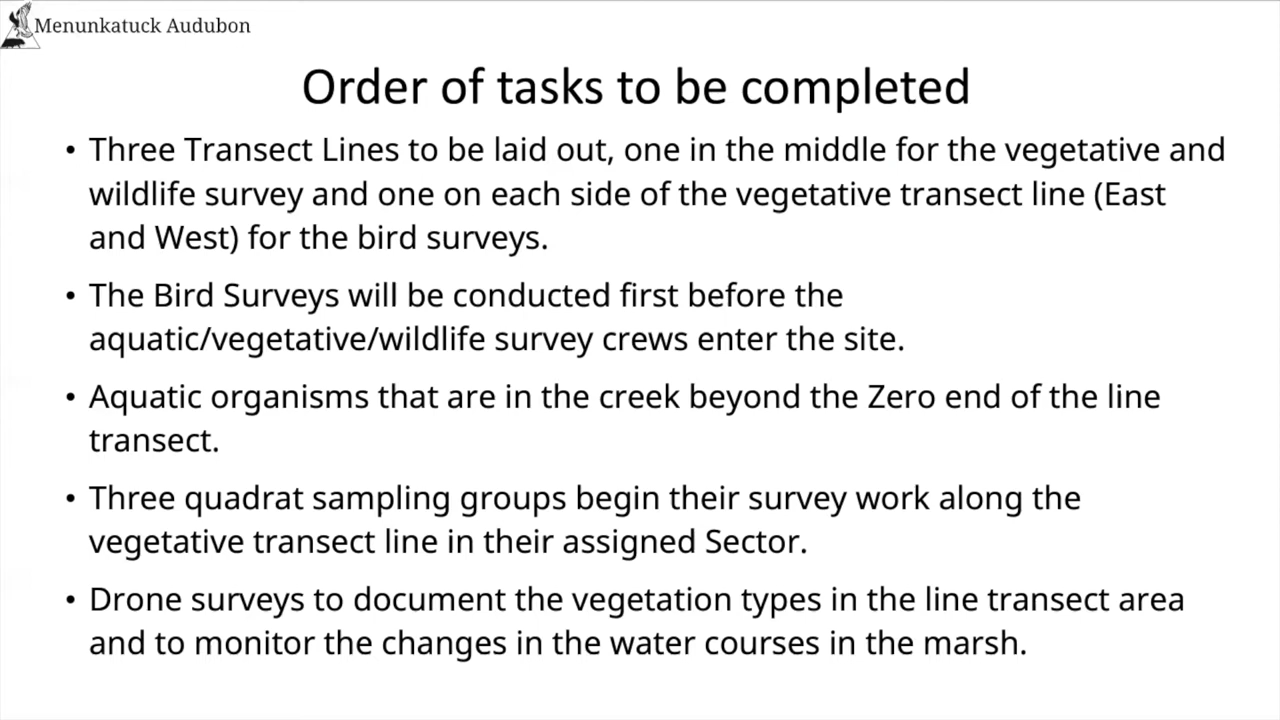 Menunkatuck Audubon
Order of tasks to be completed
• Three Transect Lines to be laid out, one in the middle for the vegetative and
wildlife survey and one on each side of the vegetative transect line (East
and West) for the bird surveys.
• The Bird Surveys will be conducted first before the
aquatic/vegetative/wildlife survey crews enter the site.
• Aquatic organisms that are in the creek beyond the Zero end of the line
transect.
• Three quadrat sampling groups begin their survey work along the
vegetative transect line in their assigned Sector.
• Drone surveys to document the vegetation types in the line transect area
and to monitor the changes in the water courses in the marsh.